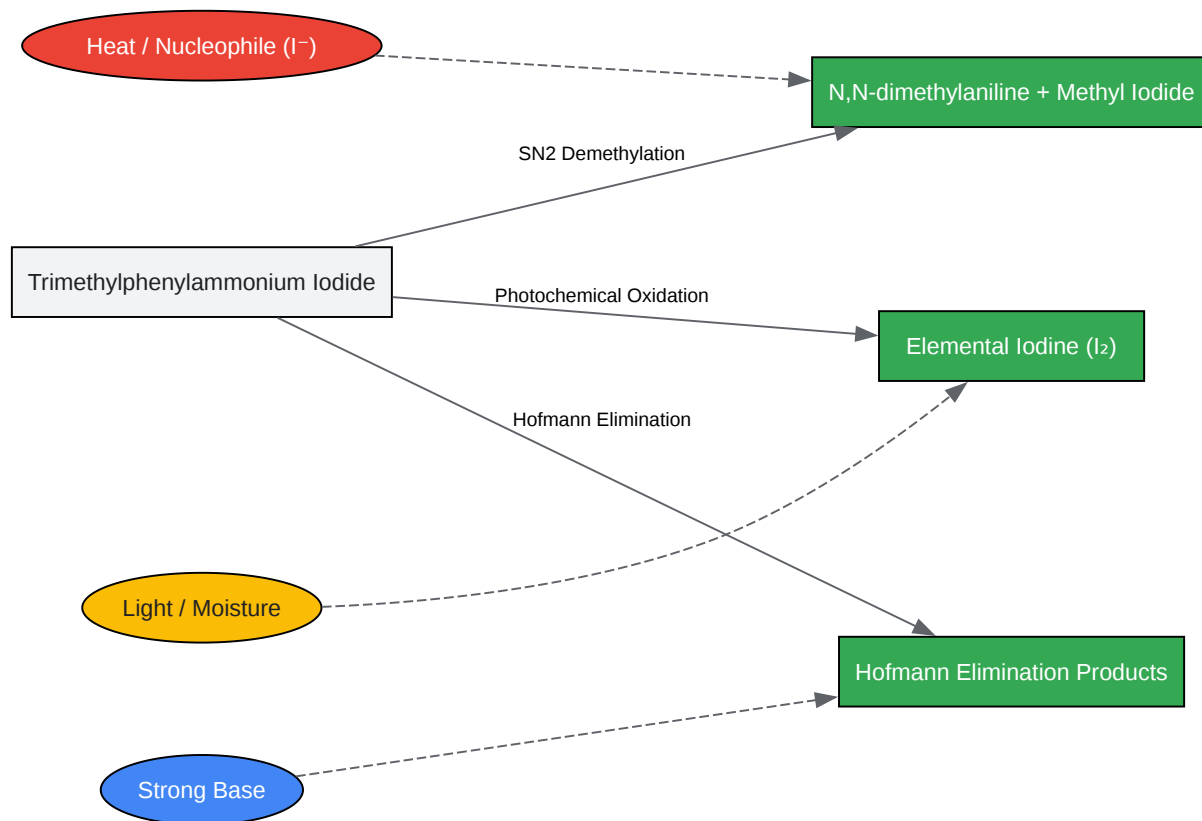 Heat / Nucleophile (I⁻)
N,N-dimethylaniline + Methyl Iodide
SN2 Demethylation
Trimethylphenylammonium Iodide
Photochemical Oxidation
Elemental Iodine (I₂)
Hofmann Elimination
Light / Moisture
Hofmann Elimination Products
Strong Base